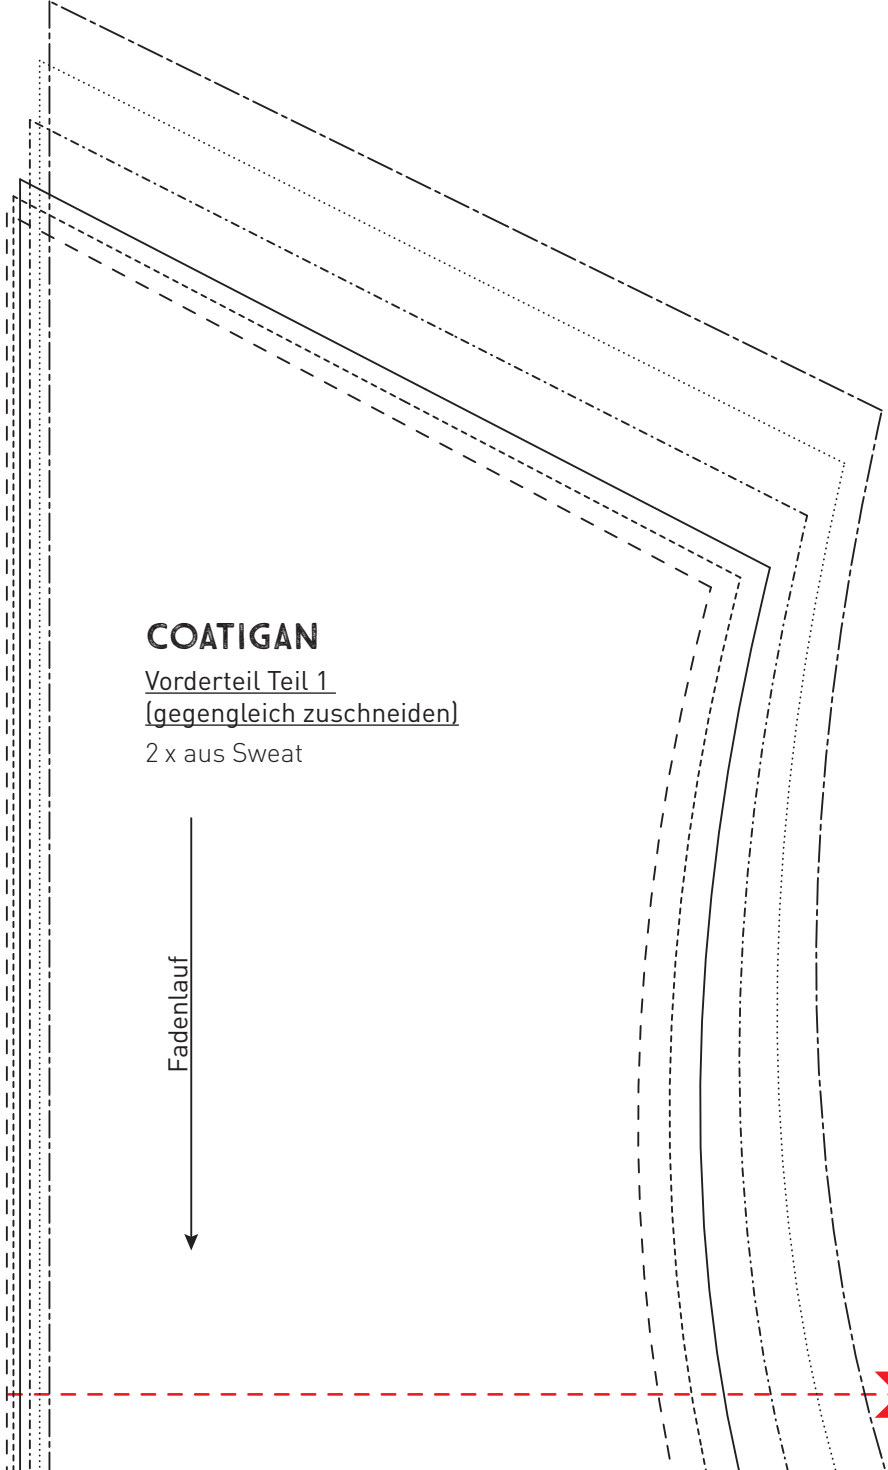 COATIGAN
Vorderteil Teil 1
(gegengleich zuschneiden)
2 x aus Sweat
Fadenlauf